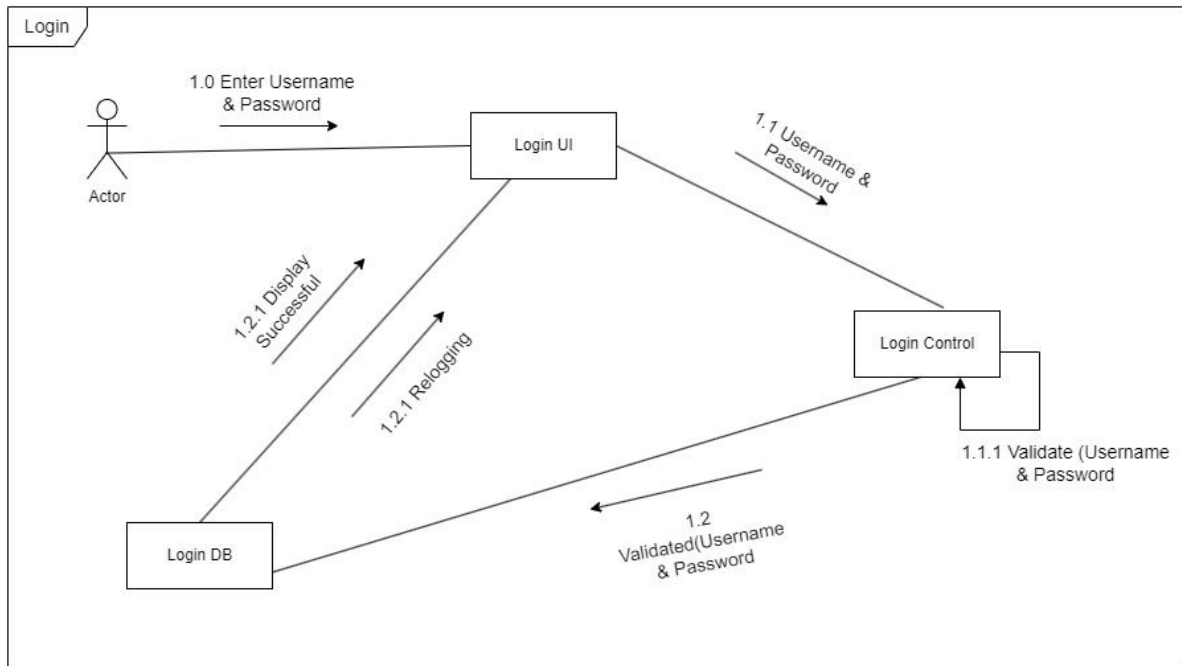 Login
1.0 Enter Username
& Password
Actor
Login UI
1.1 Username &
Password
1.2.1 Display
Successful
1.2.1 Relogging
Login Control
1.1.1 Validate (Username
& Password
1.2
Validated(Username
& Password
Login DB